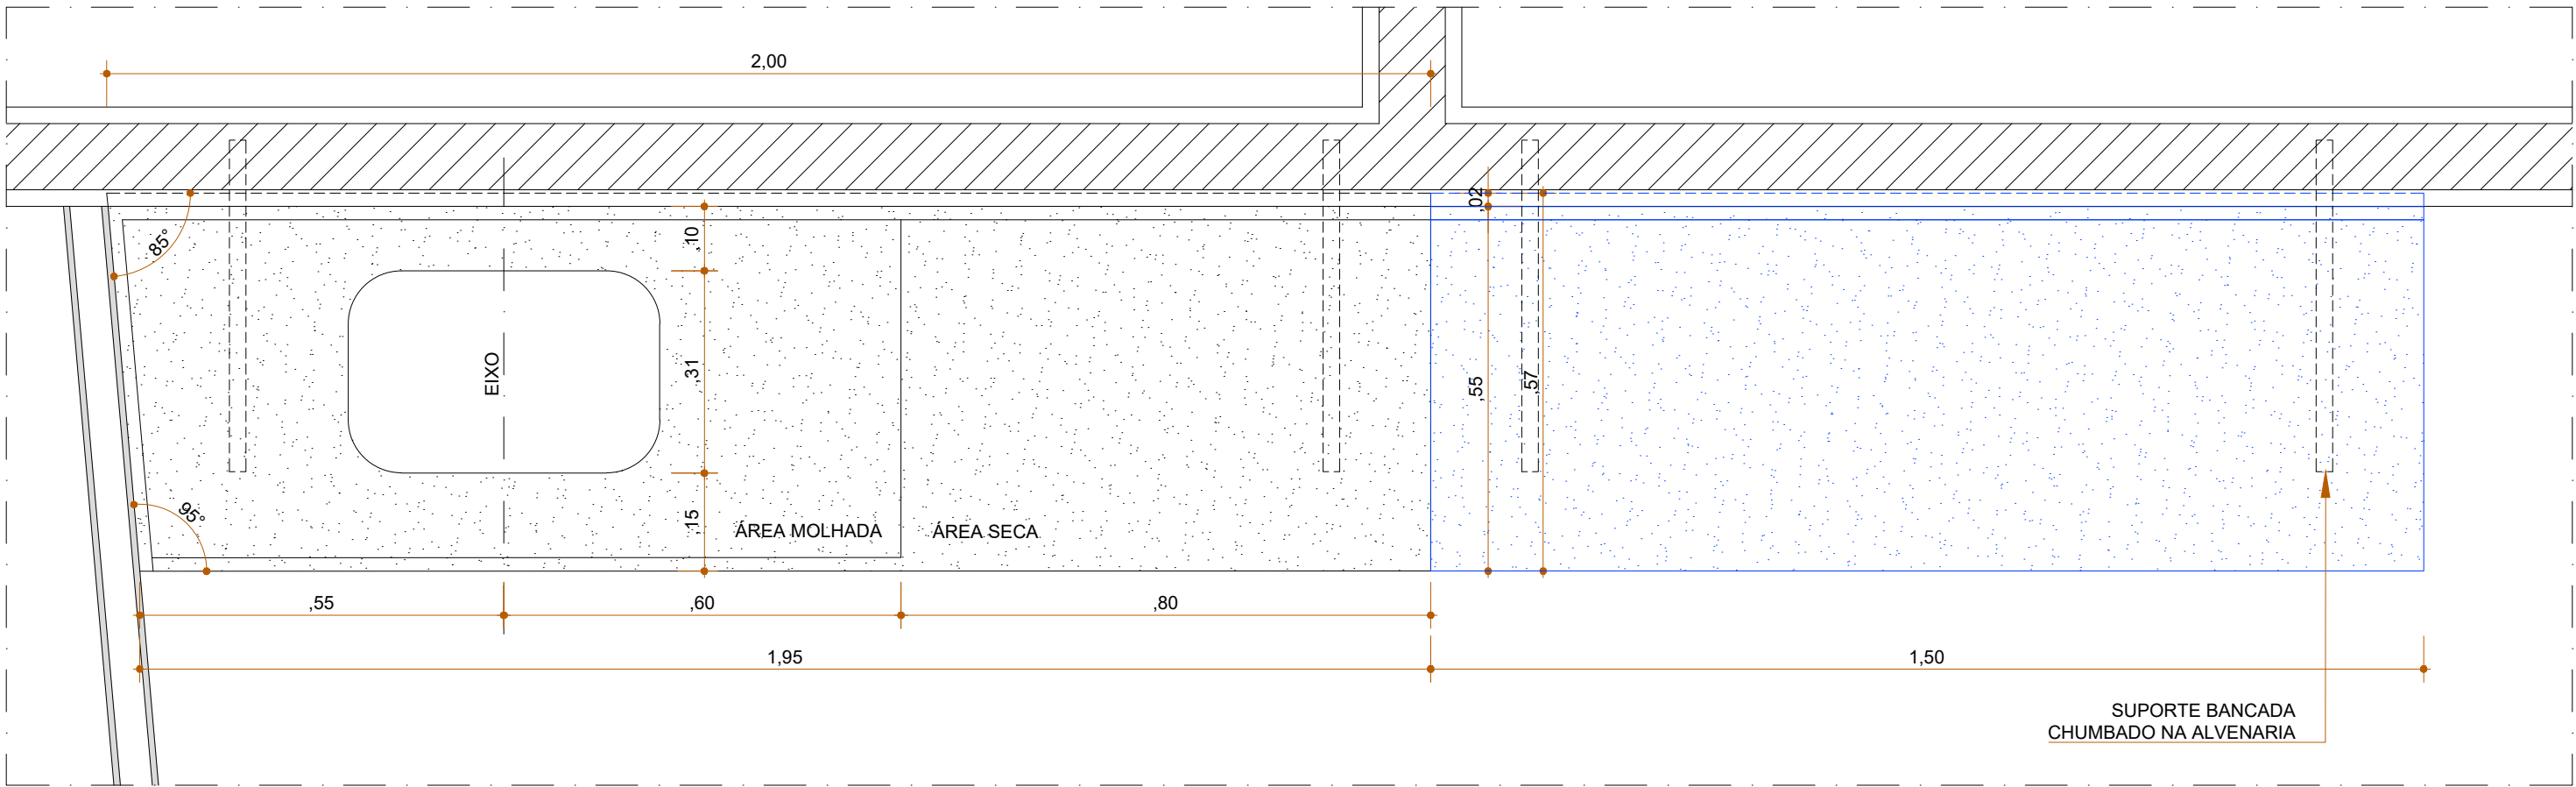 2,00
,02
85°
,10
EIXO
,31
,55
,57
95°
,15
ÁREA MOLHADA
ÁREA SECA
,55
,60
,80
1,95
1,50
SUPORTE BANCADA
CHUMBADO NA ALVENARIA